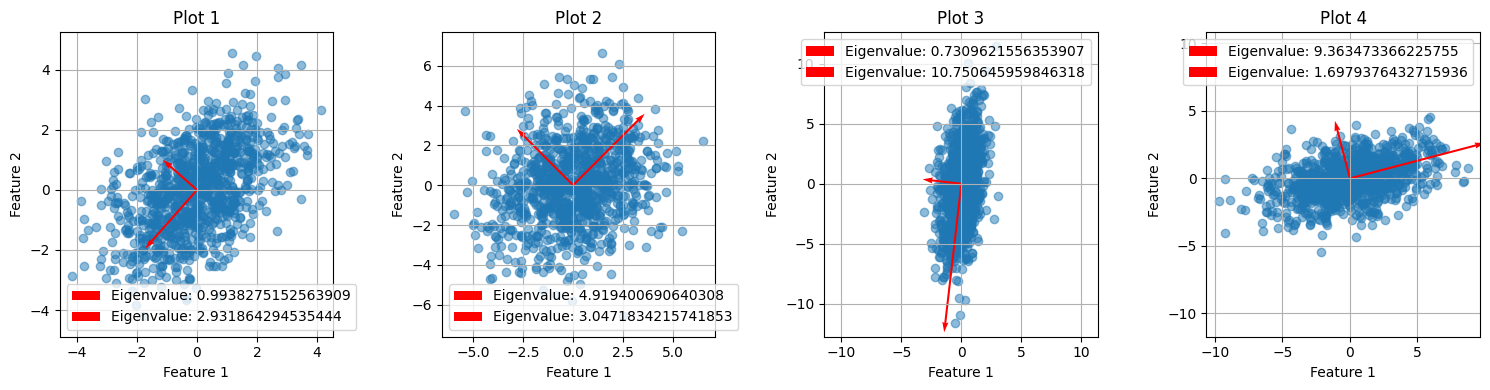 Plot 1
4
2
0
−2
−4
−4
−2
0
2
4
Feature 1
Feature 2
Eigenvalue: 0.9938275152563909
Eigenvalue: 2.931864294535444
Plot 2
6
4
2
0
−2
−4
−6
−5.0
−2.5
0.0
2.5
5.0
Feature 1
Feature 2
Eigenvalue: 4.919400690640308
Eigenvalue: 3.0471834215741853
Plot 3
10
5
0
−5
−10
−10
−5
0
5
10
Feature 1
Feature 2
Eigenvalue: 0.7309621556353907
Eigenvalue: 10.750645959846318
Plot 4
10
5
0
−5
−10
−10
−5
0
5
Feature 1
Feature 2
Eigenvalue: 9.363473366225755
Eigenvalue: 1.6979376432715936